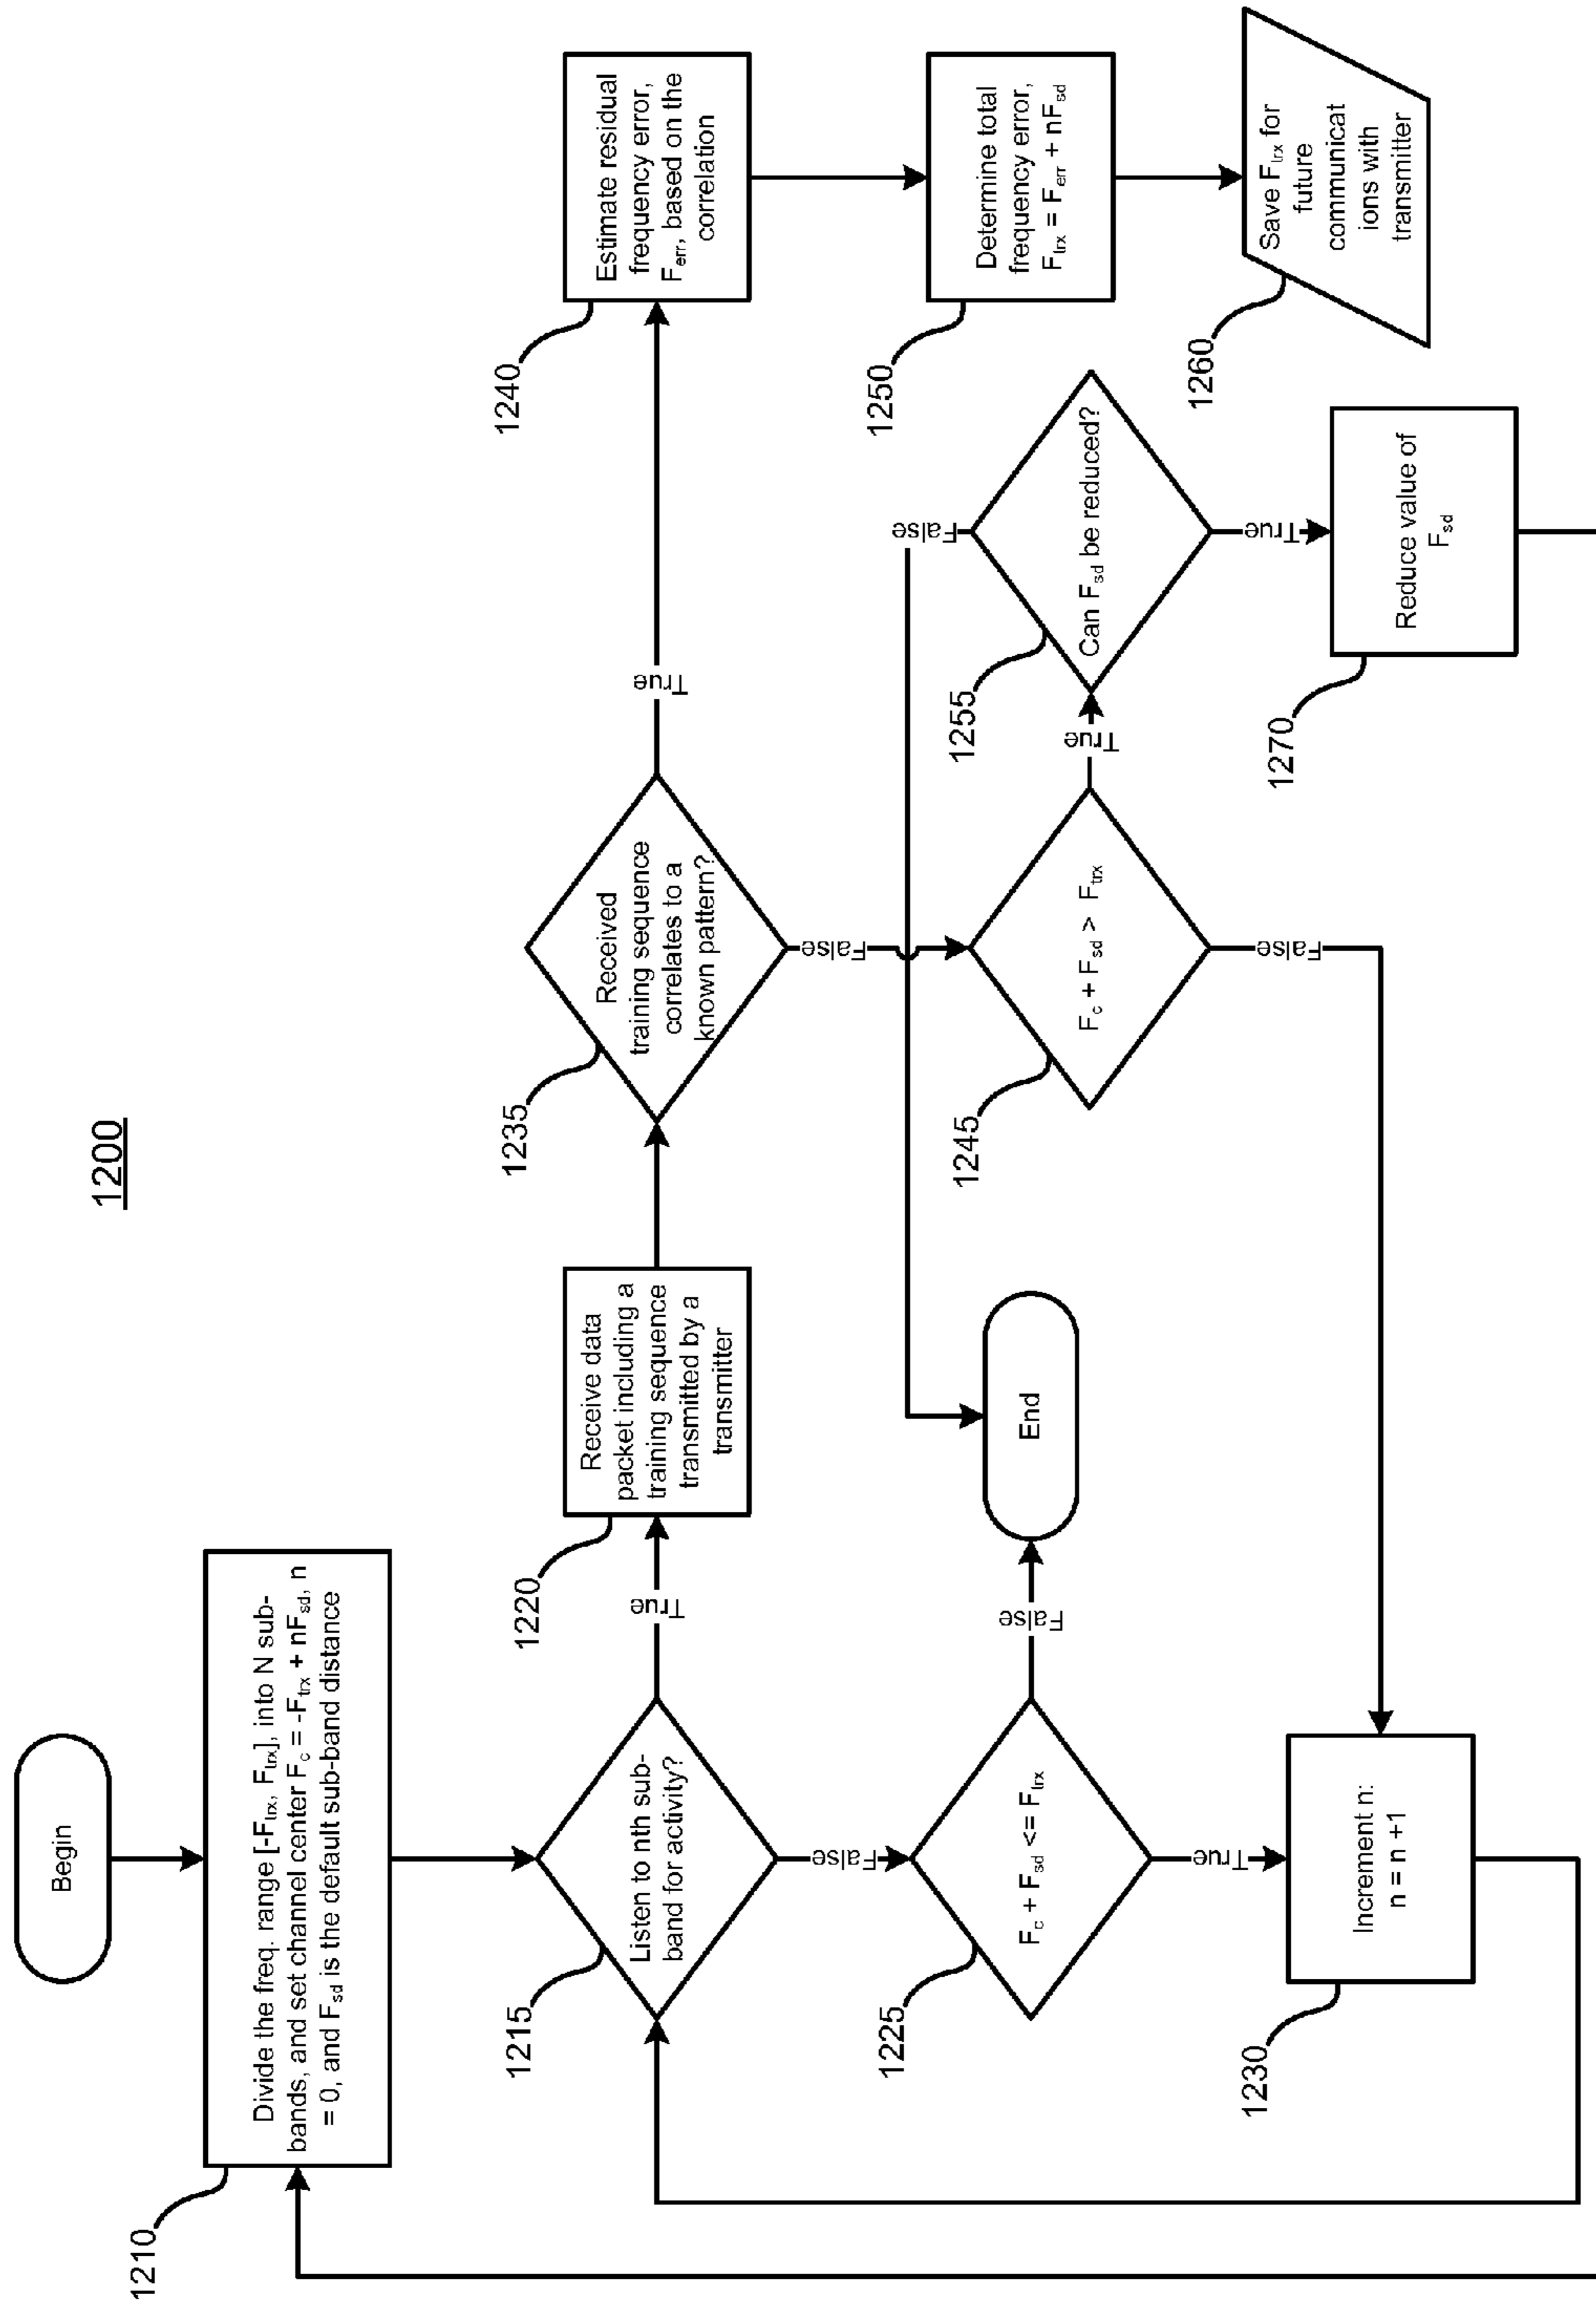 1200
Begin
1210
Divide the freq. range [-Fₜᵣₓ, Fₜᵣₓ], into N sub-
bands, and set channel center F꜀ = -Fₜᵣₓ + nFsd, n
= 0, and Fsd is the default sub-band distance
1215
Listen to nth sub-
band for activity?
True
False
1220
Receive data
packet including a
training sequence
transmitted by a
transmitter
1235
Received
training sequence
correlates to a
known pattern?
True
False
1240
Estimate residual
frequency error,
Ferr, based on the
correlation
1225
Fc + Fsd <= Ftrx
False
True
End
1245
Fc + Fsd > Ftrx
True
False
1255
Can Fsd be reduced?
False
True
1250
Determine total
frequency error,
Ftrx = Ferr + nFsd
1230
Increment n:
n = n +1
1270
Reduce value of
Fsd
1260
Save Ftrx for
future
communicat
ions with
transmitter